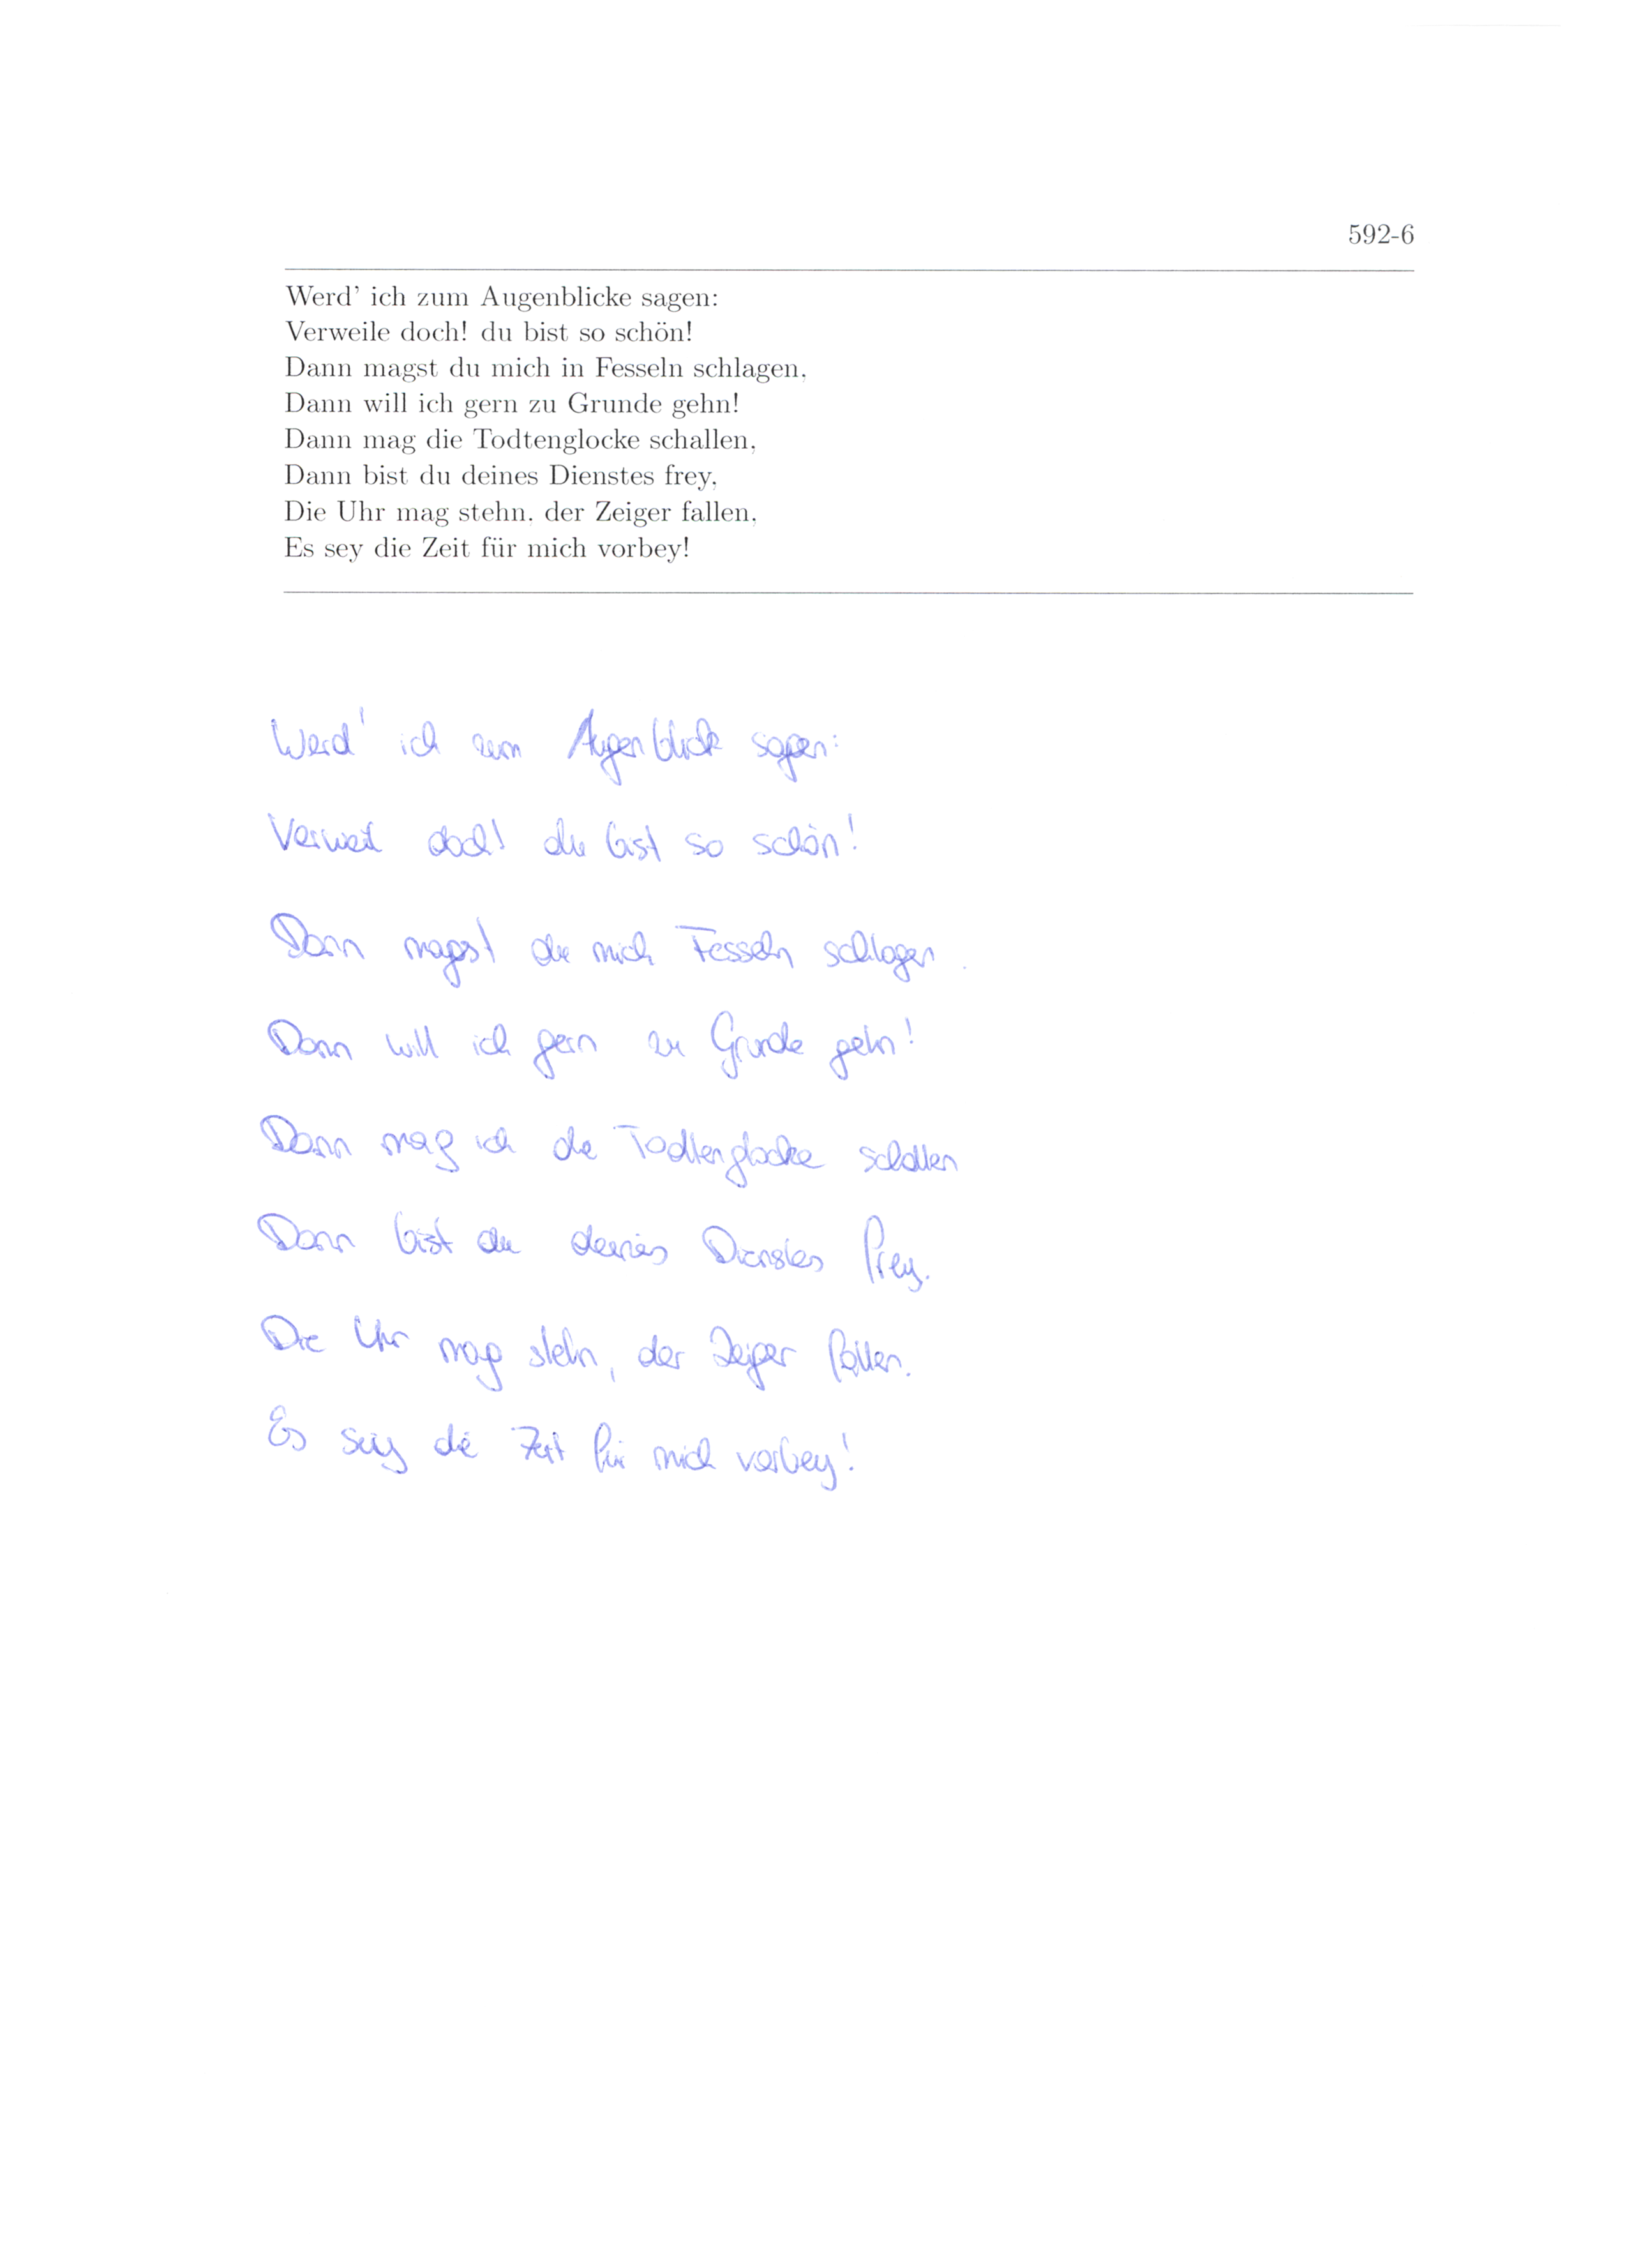 592-6
Werd' ich zum Augenblicke sagen:
Verweile doch! du bist so schön!
Dann magst du mich in Fesseln schlagen,
Dann will ich gern zu Grunde gehn!
Dann mag die Todtenglocke schallen,
Dann bist du deines Dienstes frey,
Die Uhr mag stehn, der Zeiger fallen,
Es sey die Zeit für mich vorbey!
Werd' ich zum Augenblick sagen:
Verweil doch! du bist so schön!
Dann magst du mich Fesseln schlagen.
Dann will ich gern zu Grunde gehn!
Dann mag ich die Todtenglocke schallen
Dann bist du deines Dienstes frey.
Die Uhr mag stehn, der Zeiger fallen.
Es sey die Zeit für mich vorbey!